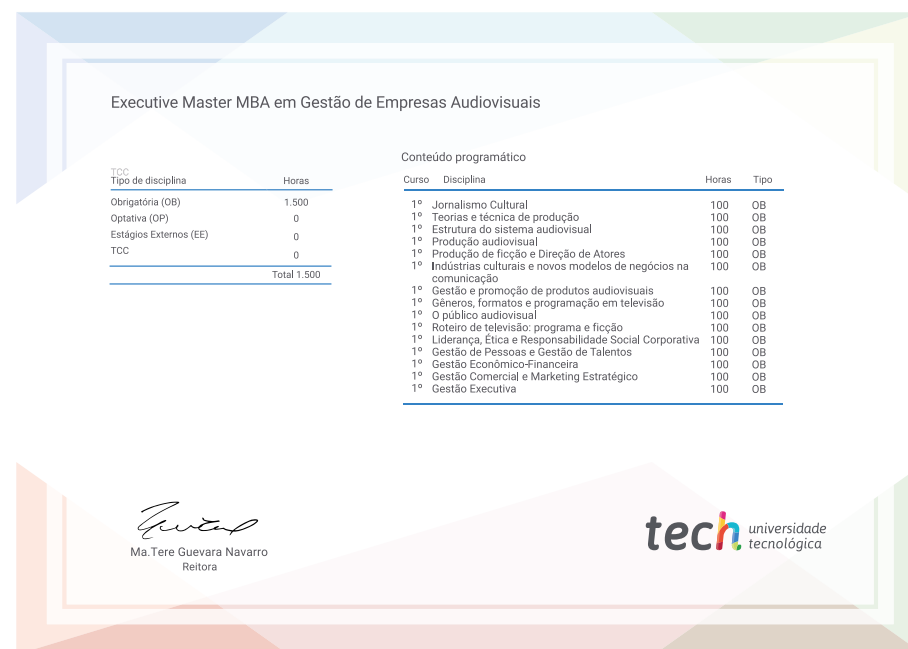 Executive Master MBA em Gestão de Empresas Audiovisuais
TCC
Tipo de disciplina Horas
Obrigatória (OB) 1.500
Optativa (OP) 0
Estágios Externos (EE) 0
TCC 0
Total 1.500
Conteúdo programático
Curso Disciplina Horas Tipo
1º Jornalismo Cultural 100 OB
1º Teorias e técnica de produção 100 OB
1º Estrutura do sistema audiovisual 100 OB
1º Produção audiovisual 100 OB
1º Produção de ficção e Direção de Atores 100 OB
1º Indústrias culturais e novos modelos de negócios na 100 OB
comunicação
1º Gestão e promoção de produtos audiovisuais 100 OB
1º Gêneros, formatos e programação em televisão 100 OB
1º O público audiovisual 100 OB
1º Roteiro de televisão: programa e ficção 100 OB
1º Liderança, Ética e Responsabilidade Social Corporativa 100 OB
1º Gestão de Pessoas e Gestão de Talentos 100 OB
1º Gestão Econômico-Financeira 100 OB
1º Gestão Comercial e Marketing Estratégico 100 OB
1º Gestão Executiva 100 OB
Ma.Tere Guevara Navarro
Reitora
tech universidade
tecnológica